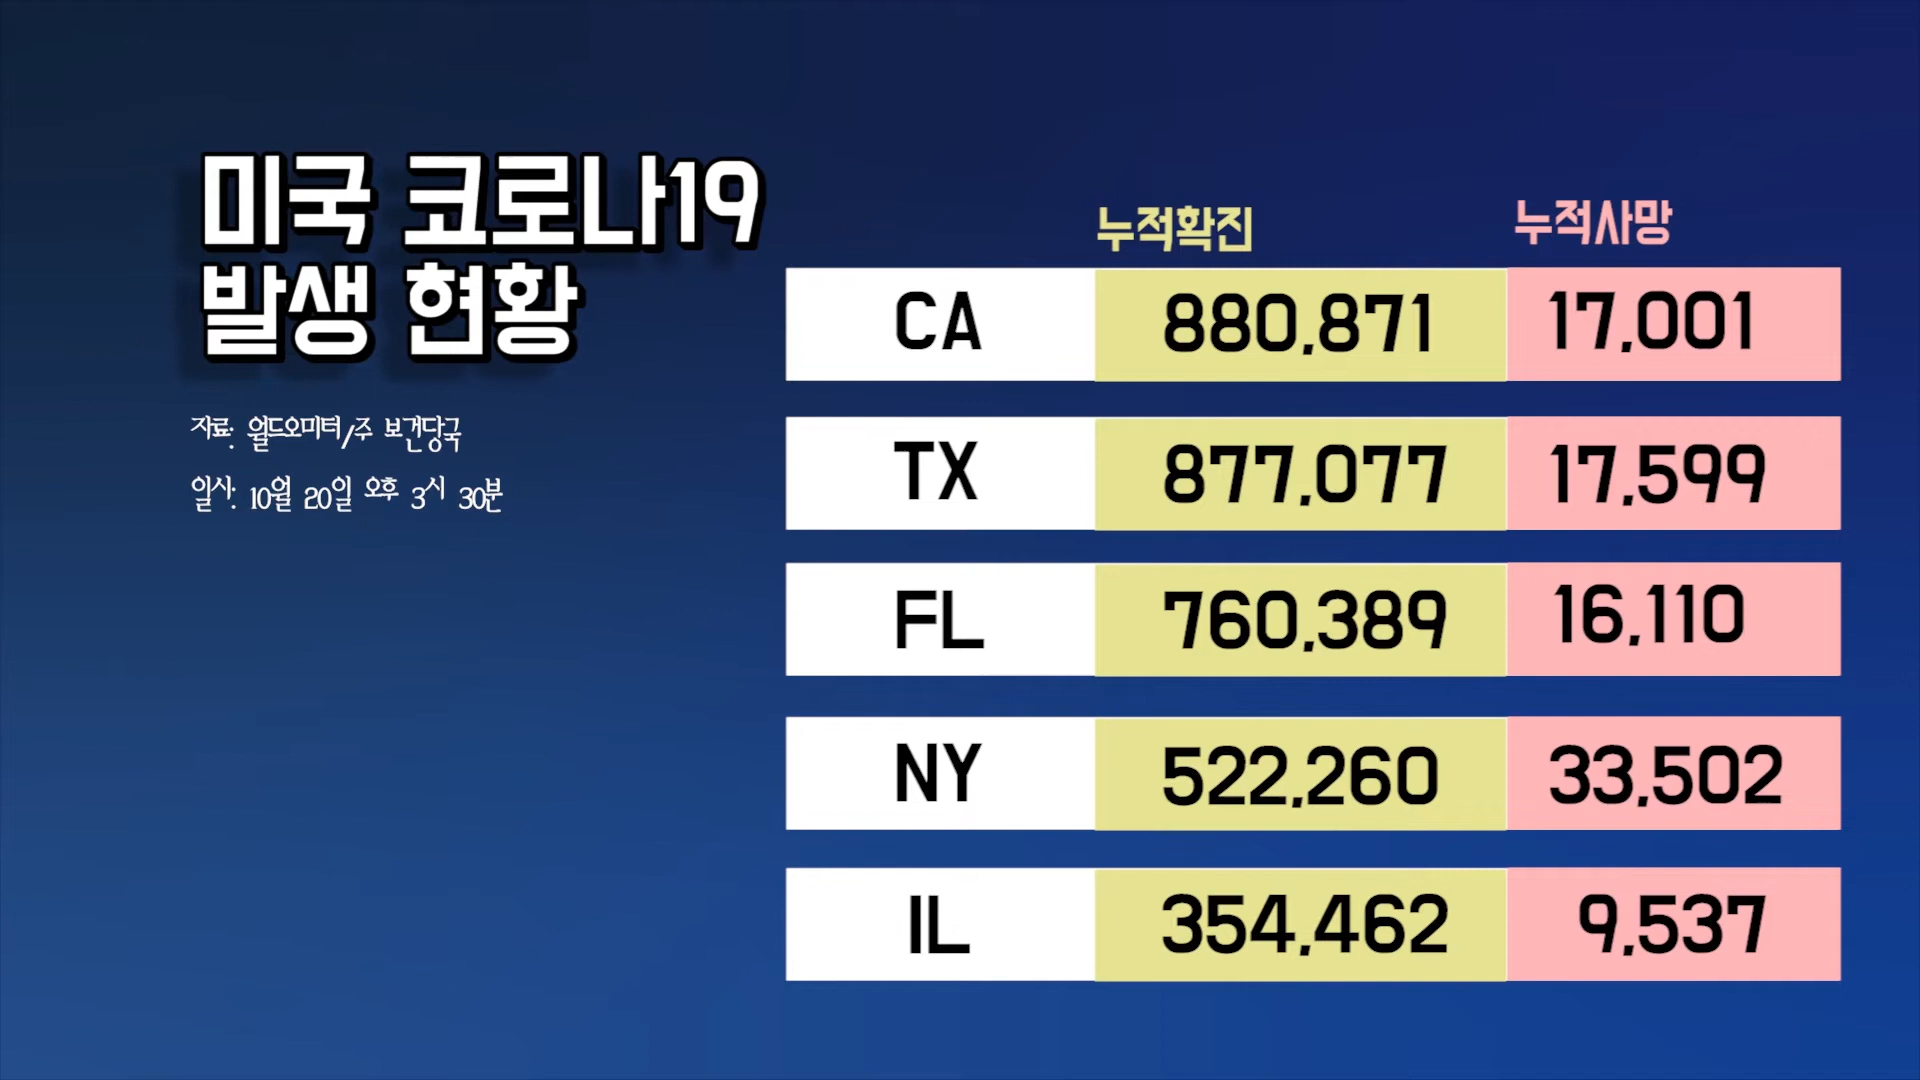 미국 코로나19
발생 현황
자료: 월드오미터/주 보건당국
일시: 10월 20일 오후 3시 30분
누적확진 누적사망
CA 880,871 17,001
TX 877,077 17,599
FL 760,389 16,110
NY 522,260 33,502
IL 354,462 9,537